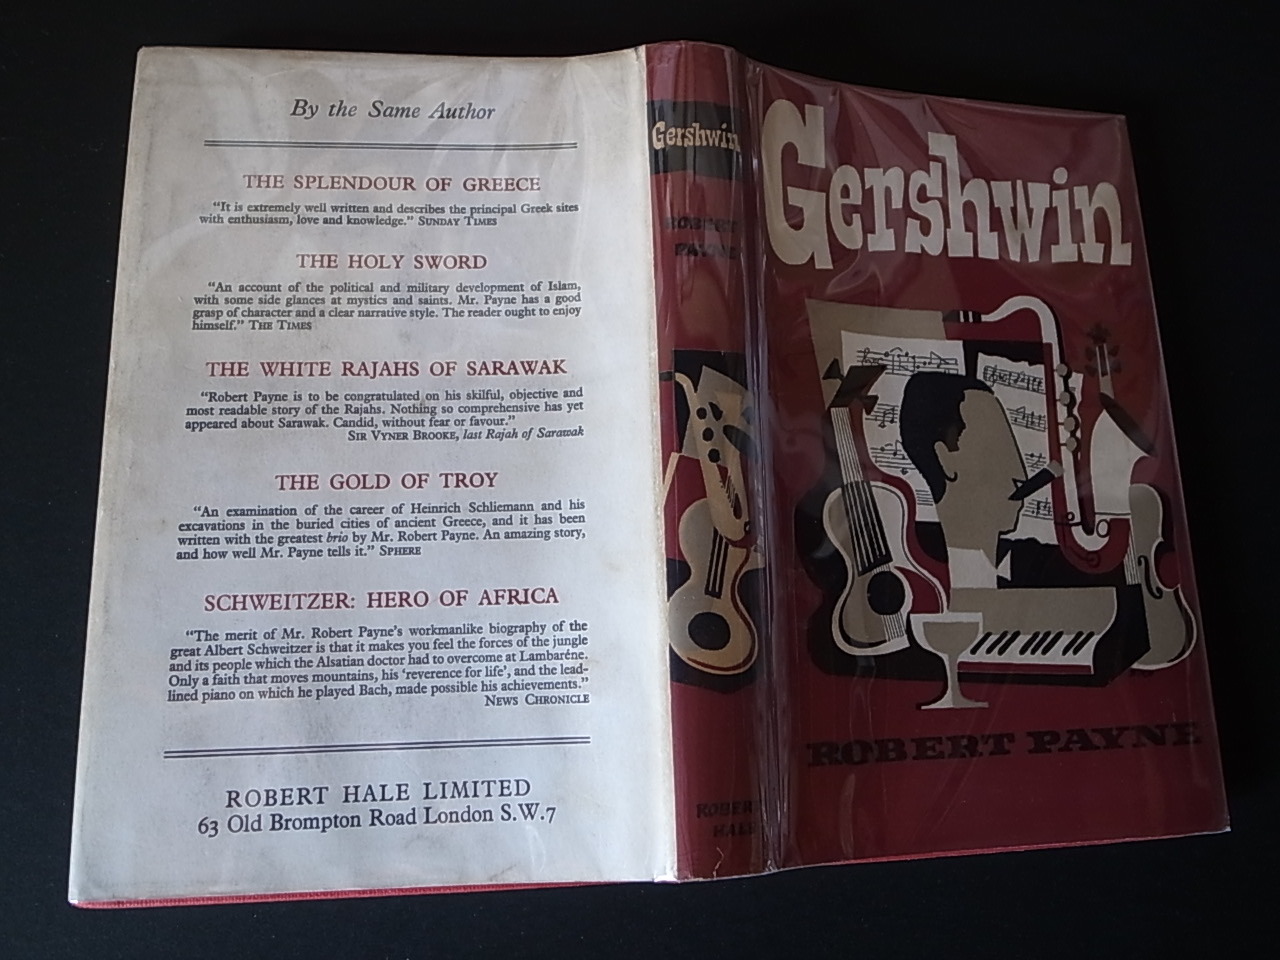 By the Same Author
THE SPLENDOUR OF GREECE
“It is extremely well written and describes the principal Greek sites
with enthusiasm, love and knowledge.” SUNDAY TIMES
THE HOLY SWORD
“An account of the political and military development of Islam,
with some side glances at mystics and saints. Mr. Payne has a good
grasp of character and a clear narrative style. The reader ought to enjoy
himself.” THE TIMES
THE WHITE RAJAHS OF SARAWAK
“Robert Payne is to be congratulated on his skilful, objective and
most readable story of the Rajahs. Nothing so comprehensive has yet
appeared about Sarawak. Candid, without fear or favour.”
SIR VYNER BROOKE, last Rajah of Sarawak
THE GOLD OF TROY
“An examination of the career of Heinrich Schliemann and his
excavations in the buried cities of ancient Greece, and it has been
written with the greatest brio by Mr. Robert Payne. An amazing story,
and how well Mr. Payne tells it.” SPHERE
SCHWEITZER: HERO OF AFRICA
“The merit of Mr. Robert Payne’s workmanlike biography of the
great Albert Schweitzer is that it makes you feel the forces of the jungle
and its people which the Alsatian doctor had to overcome at Lambaréne.
Only a faith that moves mountains, his ‘reverence for life’, and the lead-
lined piano on which he played Bach, made possible his achievements.”
NEWS CHRONICLE
ROBERT HALE LIMITED
63 Old Brompton Road London S.W.7
Gershwin
ROBERT
PAYNE
ROBERT
HALE
Gershwin
ROBERT PAYNE